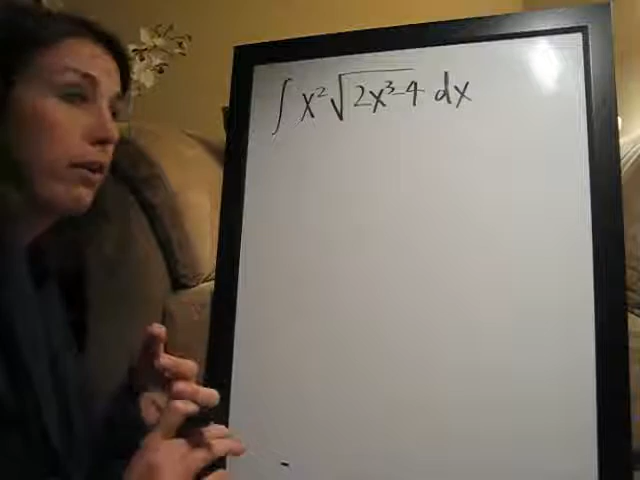 ∫ x² √(2x³-4) dx